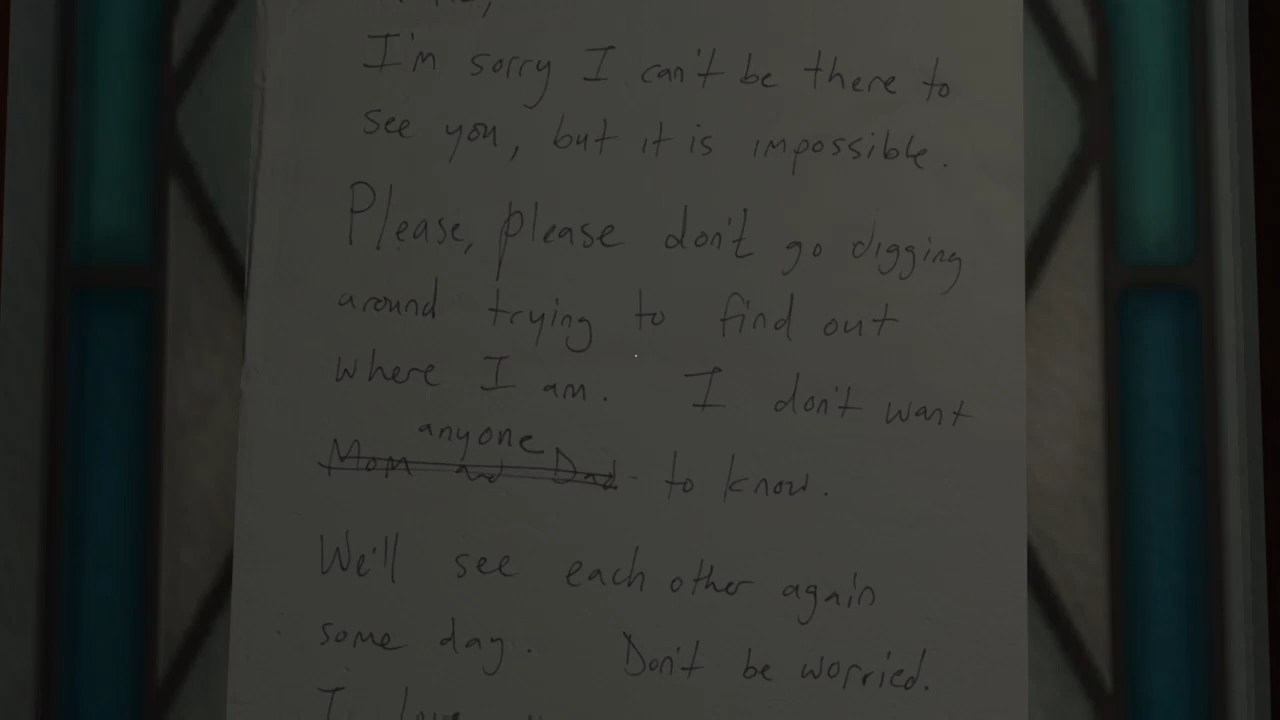 I'm sorry I can't be there to
see you, but it is impossible.
Please, please don't go digging
around trying to find out
where I am. I don't want
anyone
Mom and Dad to know.
We'll see each other again
some day. Don't be worried.
I love